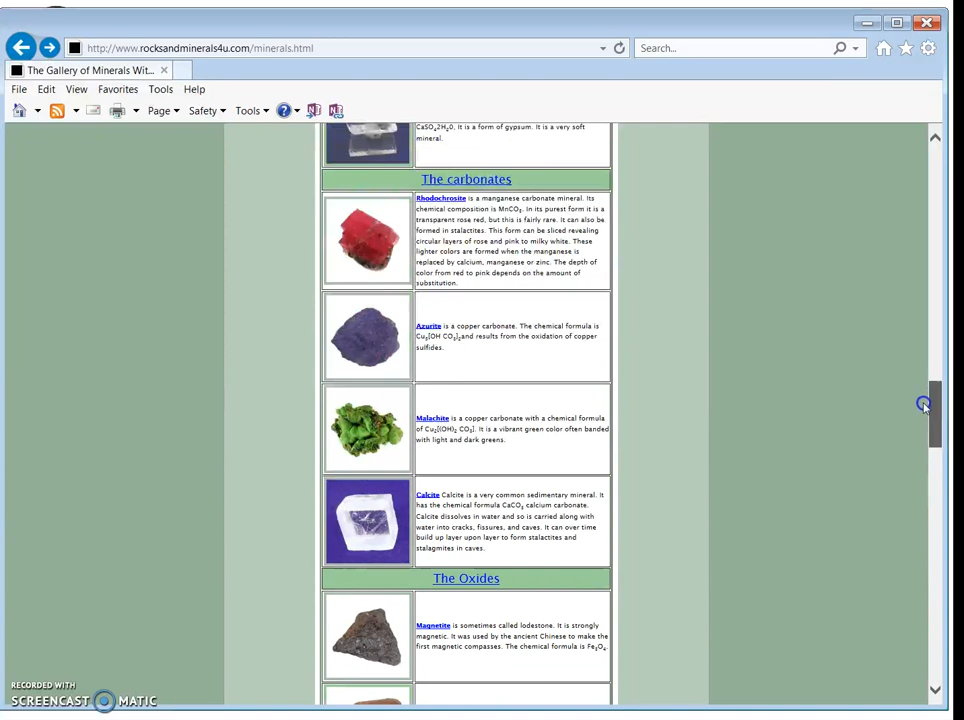 http://www.rocksandminerals4u.com/minerals.html
Search...
The Gallery of Minerals Wit...
File Edit View Favorites Tools Help
Page Safety Tools
CaSO42H20. It is a form of gypsum. It is a very soft
mineral.
The carbonates
Rhodochrosite is a manganese carbonate mineral. Its
chemical composition is MnCO3. In its purest form it is a
transparent rose red, but this is fairly rare. It can also be
formed in stalactites. This form can be sliced revealing
circular layers of rose and pink to milky white. These
lighter colors are formed when the manganese is
replaced by calcium, manganese or zinc. The depth of
color from red to pink depends on the amount of
substitution.
Azurite is a copper carbonate. The chemical formula is
Cu3[OH CO3]2and results from the oxidation of copper
sulfides.
Malachite is a copper carbonate with a chemical formula
of Cu2[(OH)2 CO3]. It is a vibrant green color often banded
with light and dark greens.
Calcite Calcite is a very common sedimentary mineral. It
has the chemical formula CaCO3 calcium carbonate.
Calcite dissolves in water and so is carried along with
water into cracks, fissures, and caves. It can over time
build up layer upon layer to form stalactites and
stalagmites in caves.
The Oxides
Magnetite is sometimes called lodestone. It is strongly
magnetic. It was used by the ancient Chinese to make the
first magnetic compasses. The chemical formula is Fe3O4.
RECORDED WITH
SCREENCAST MATIC